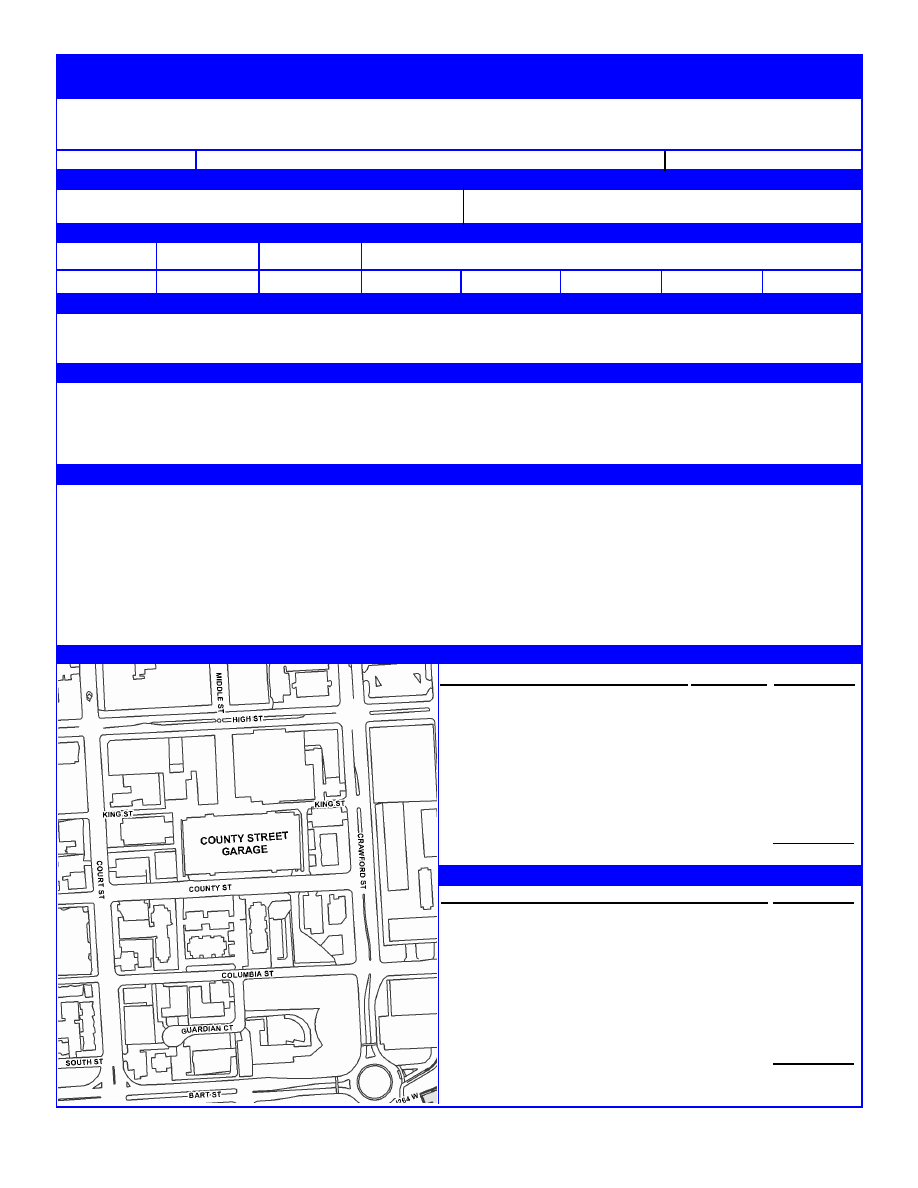 MIDDLE ST
HIGH ST
KING ST
KING ST
COUNTY STREET
GARAGE
CRAWFORD ST
COURT ST
COUNTY ST
COLUMBIA ST
GUARDIAN CT
SOUTH ST
BART ST
I264 W